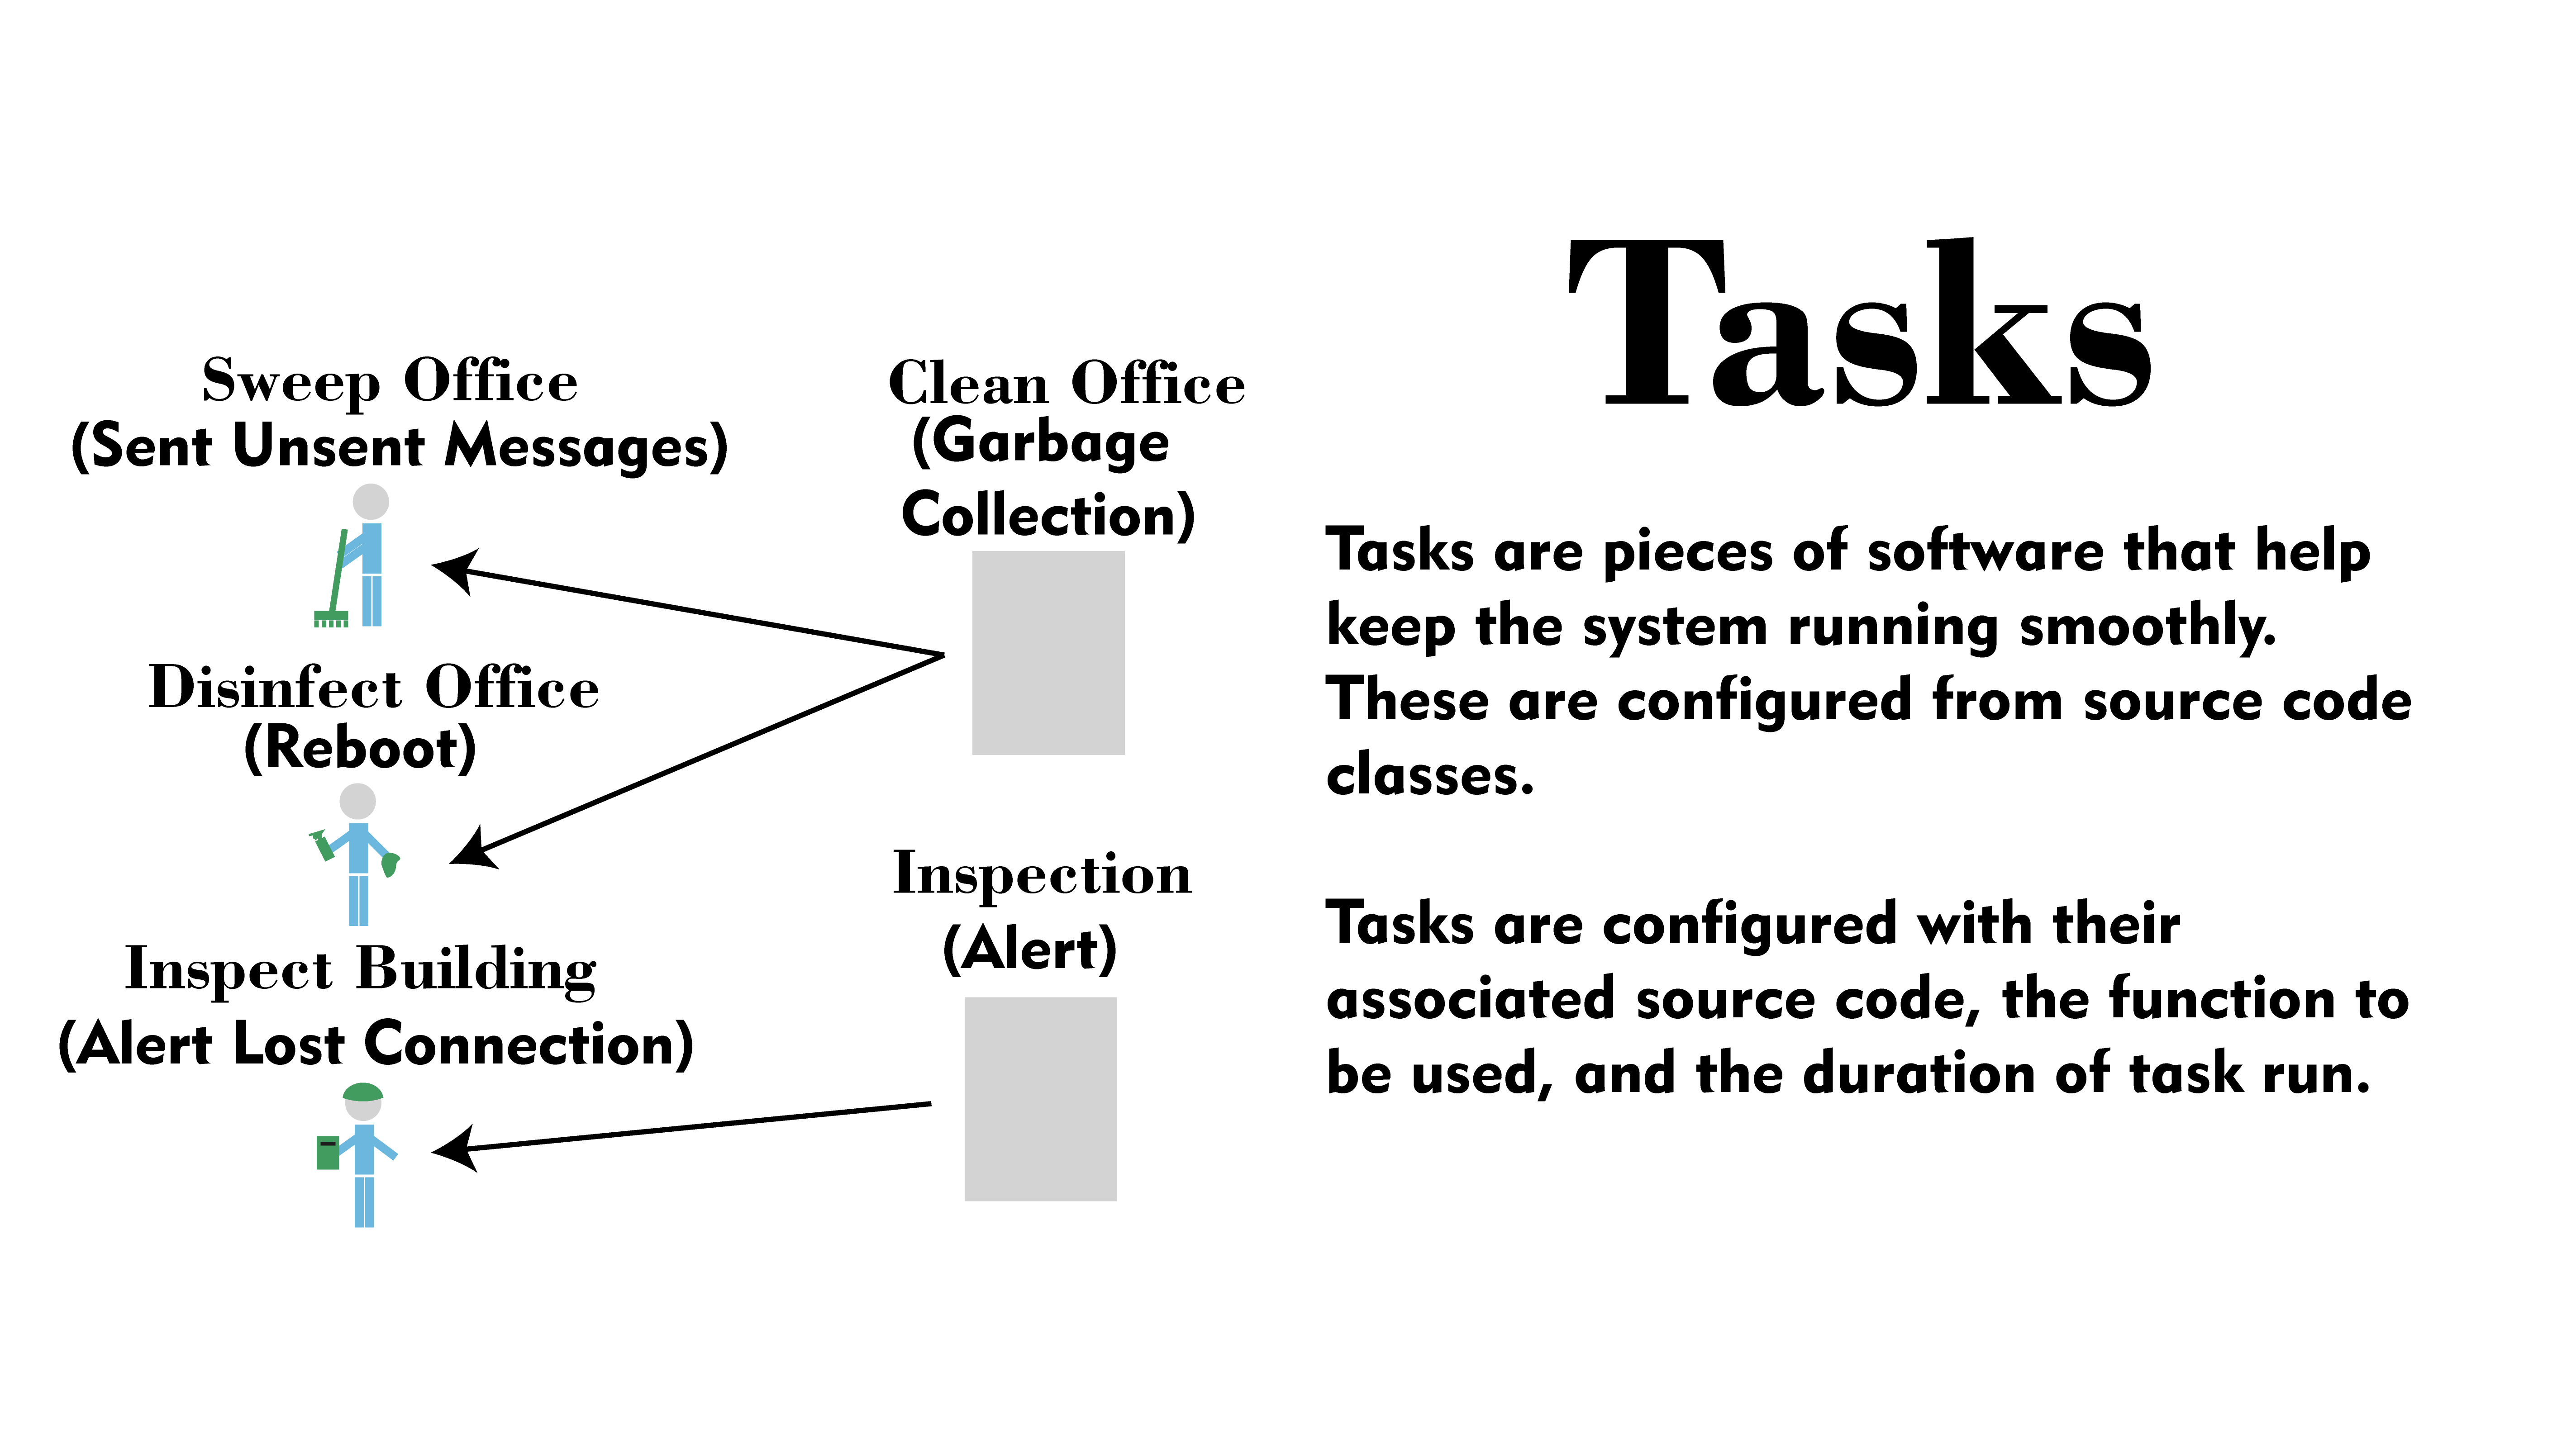 Tasks
Sweep Office
(Sent Unsent Messages)
Disinfect Office
(Reboot)
Inspect Building
(Alert Lost Connection)
Clean Office
(Garbage
Collection)
Inspection
(Alert)
Tasks are pieces of software that help
keep the system running smoothly.
These are configured from source code
classes.
Tasks are configured with their
associated source code, the function to
be used, and the duration of task run.